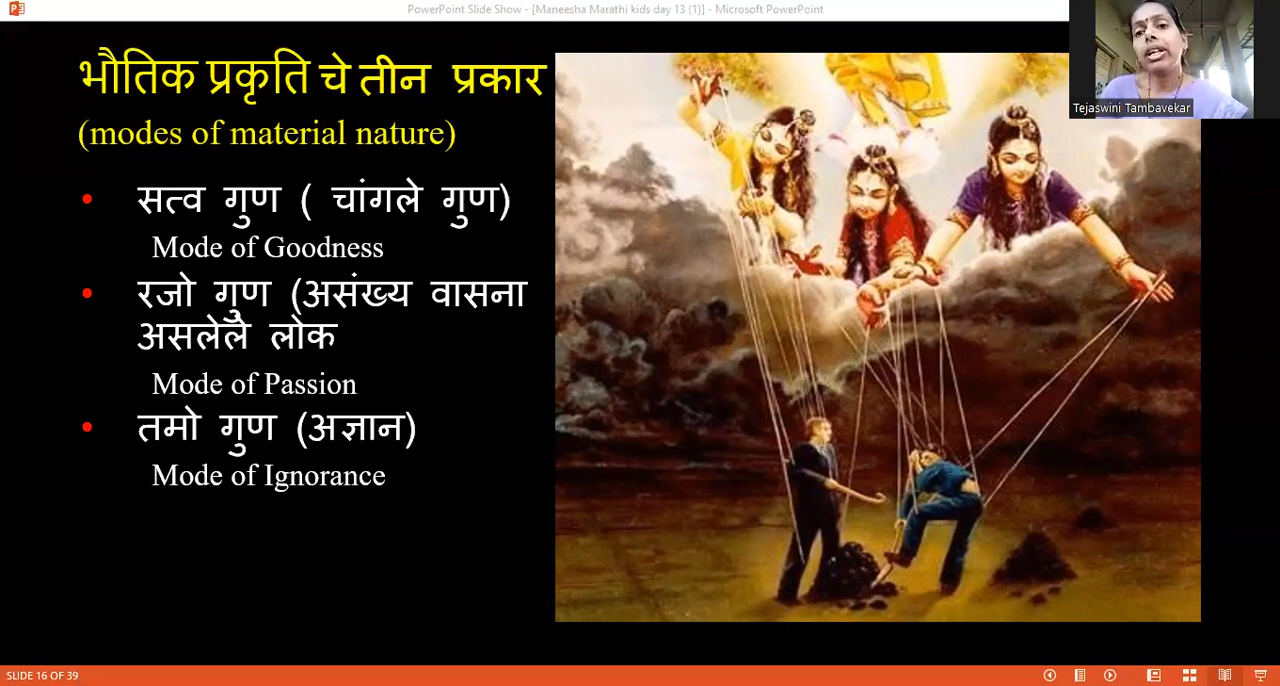 PowerPoint Slide Show - [Maneesha Marathi kids day 13 (1)] - Microsoft PowerPoint
भौतिक प्रकृति चे तीन प्रकार
(modes of material nature)
• सत्व गुण ( चांगले गुण)
Mode of Goodness
• रजो गुण (असंख्य वासना
असलेले लोक
Mode of Passion
• तमो गुण (अज्ञान)
Mode of Ignorance
Tejaswini Tambavekar
SLIDE 16 OF 39